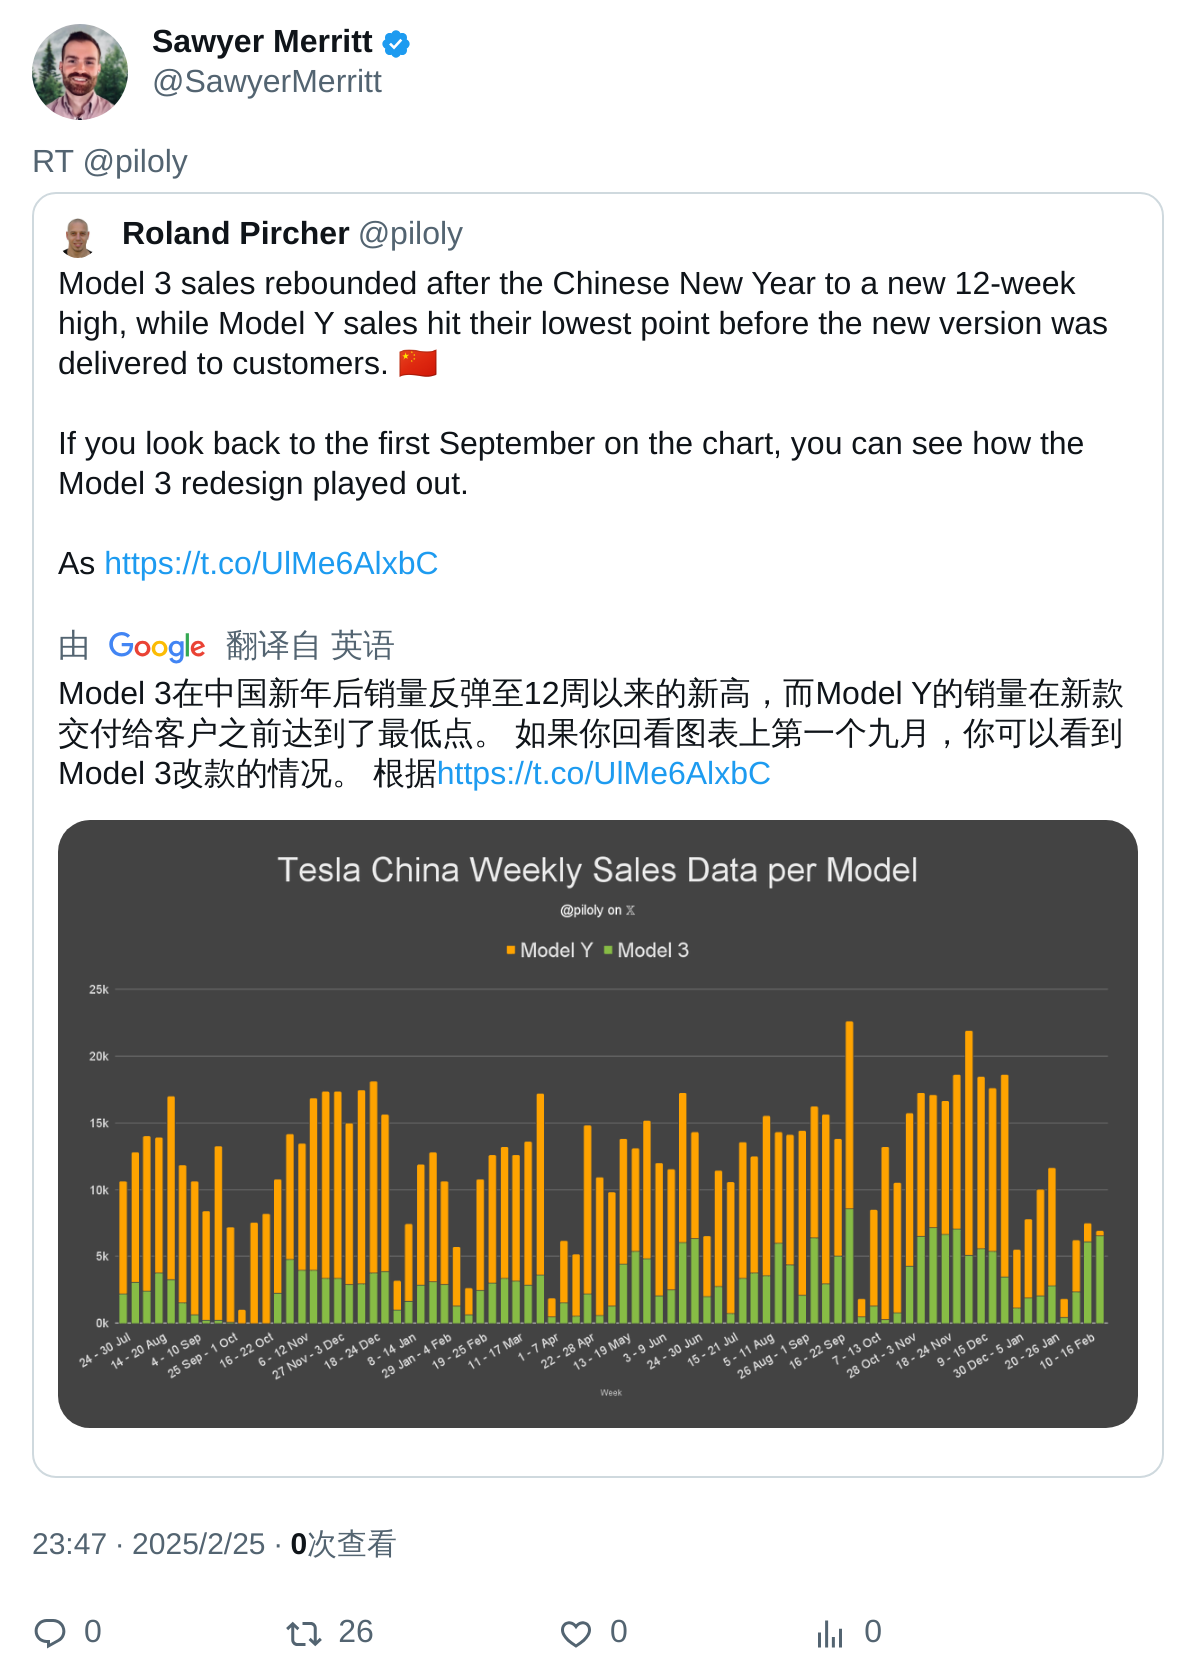 Sawyer Merritt
@SawyerMerritt
RT @piloly
Roland Pircher @piloly
Model 3 sales rebounded after the Chinese New Year to a new 12-week
high, while Model Y sales hit their lowest point before the new version was
delivered to customers. 🇨🇳
If you look back to the first September on the chart, you can see how the
Model 3 redesign played out.
As https://t.co/UlMe6AlxbC
由 Google 翻译自 英语
Model 3在中国新年后销量反弹至12周以来的新高，而Model Y的销量在新款
交付给客户之前达到了最低点。 如果你回看图表上第一个九月，你可以看到
Model 3改款的情况。 根据https://t.co/UlMe6AlxbC
Tesla China Weekly Sales Data per Model
@piloly on 𝕏
Model Y Model 3
25k
20k
15k
10k
5k
0k
24 - 30 Jul
14 - 20 Aug
4 - 10 Sep
25 Sep - 1 Oct
16 - 22 Oct
6 - 12 Nov
27 Nov - 3 Dec
18 - 24 Dec
8 - 14 Jan
29 Jan - 4 Feb
19 - 25 Feb
11 - 17 Mar
1 - 7 Apr
22 - 28 Apr
13 - 19 May
3 - 9 Jun
24 - 30 Jun
15 - 21 Jul
5 - 11 Aug
26 Aug - 1 Sep
16 - 22 Sep
7 - 13 Oct
28 Oct - 3 Nov
18 - 24 Nov
9 - 15 Dec
30 Dec - 5 Jan
20 - 26 Jan
10 - 16 Feb
Week
23:47 · 2025/2/25 · 0次查看
0 26 0 0